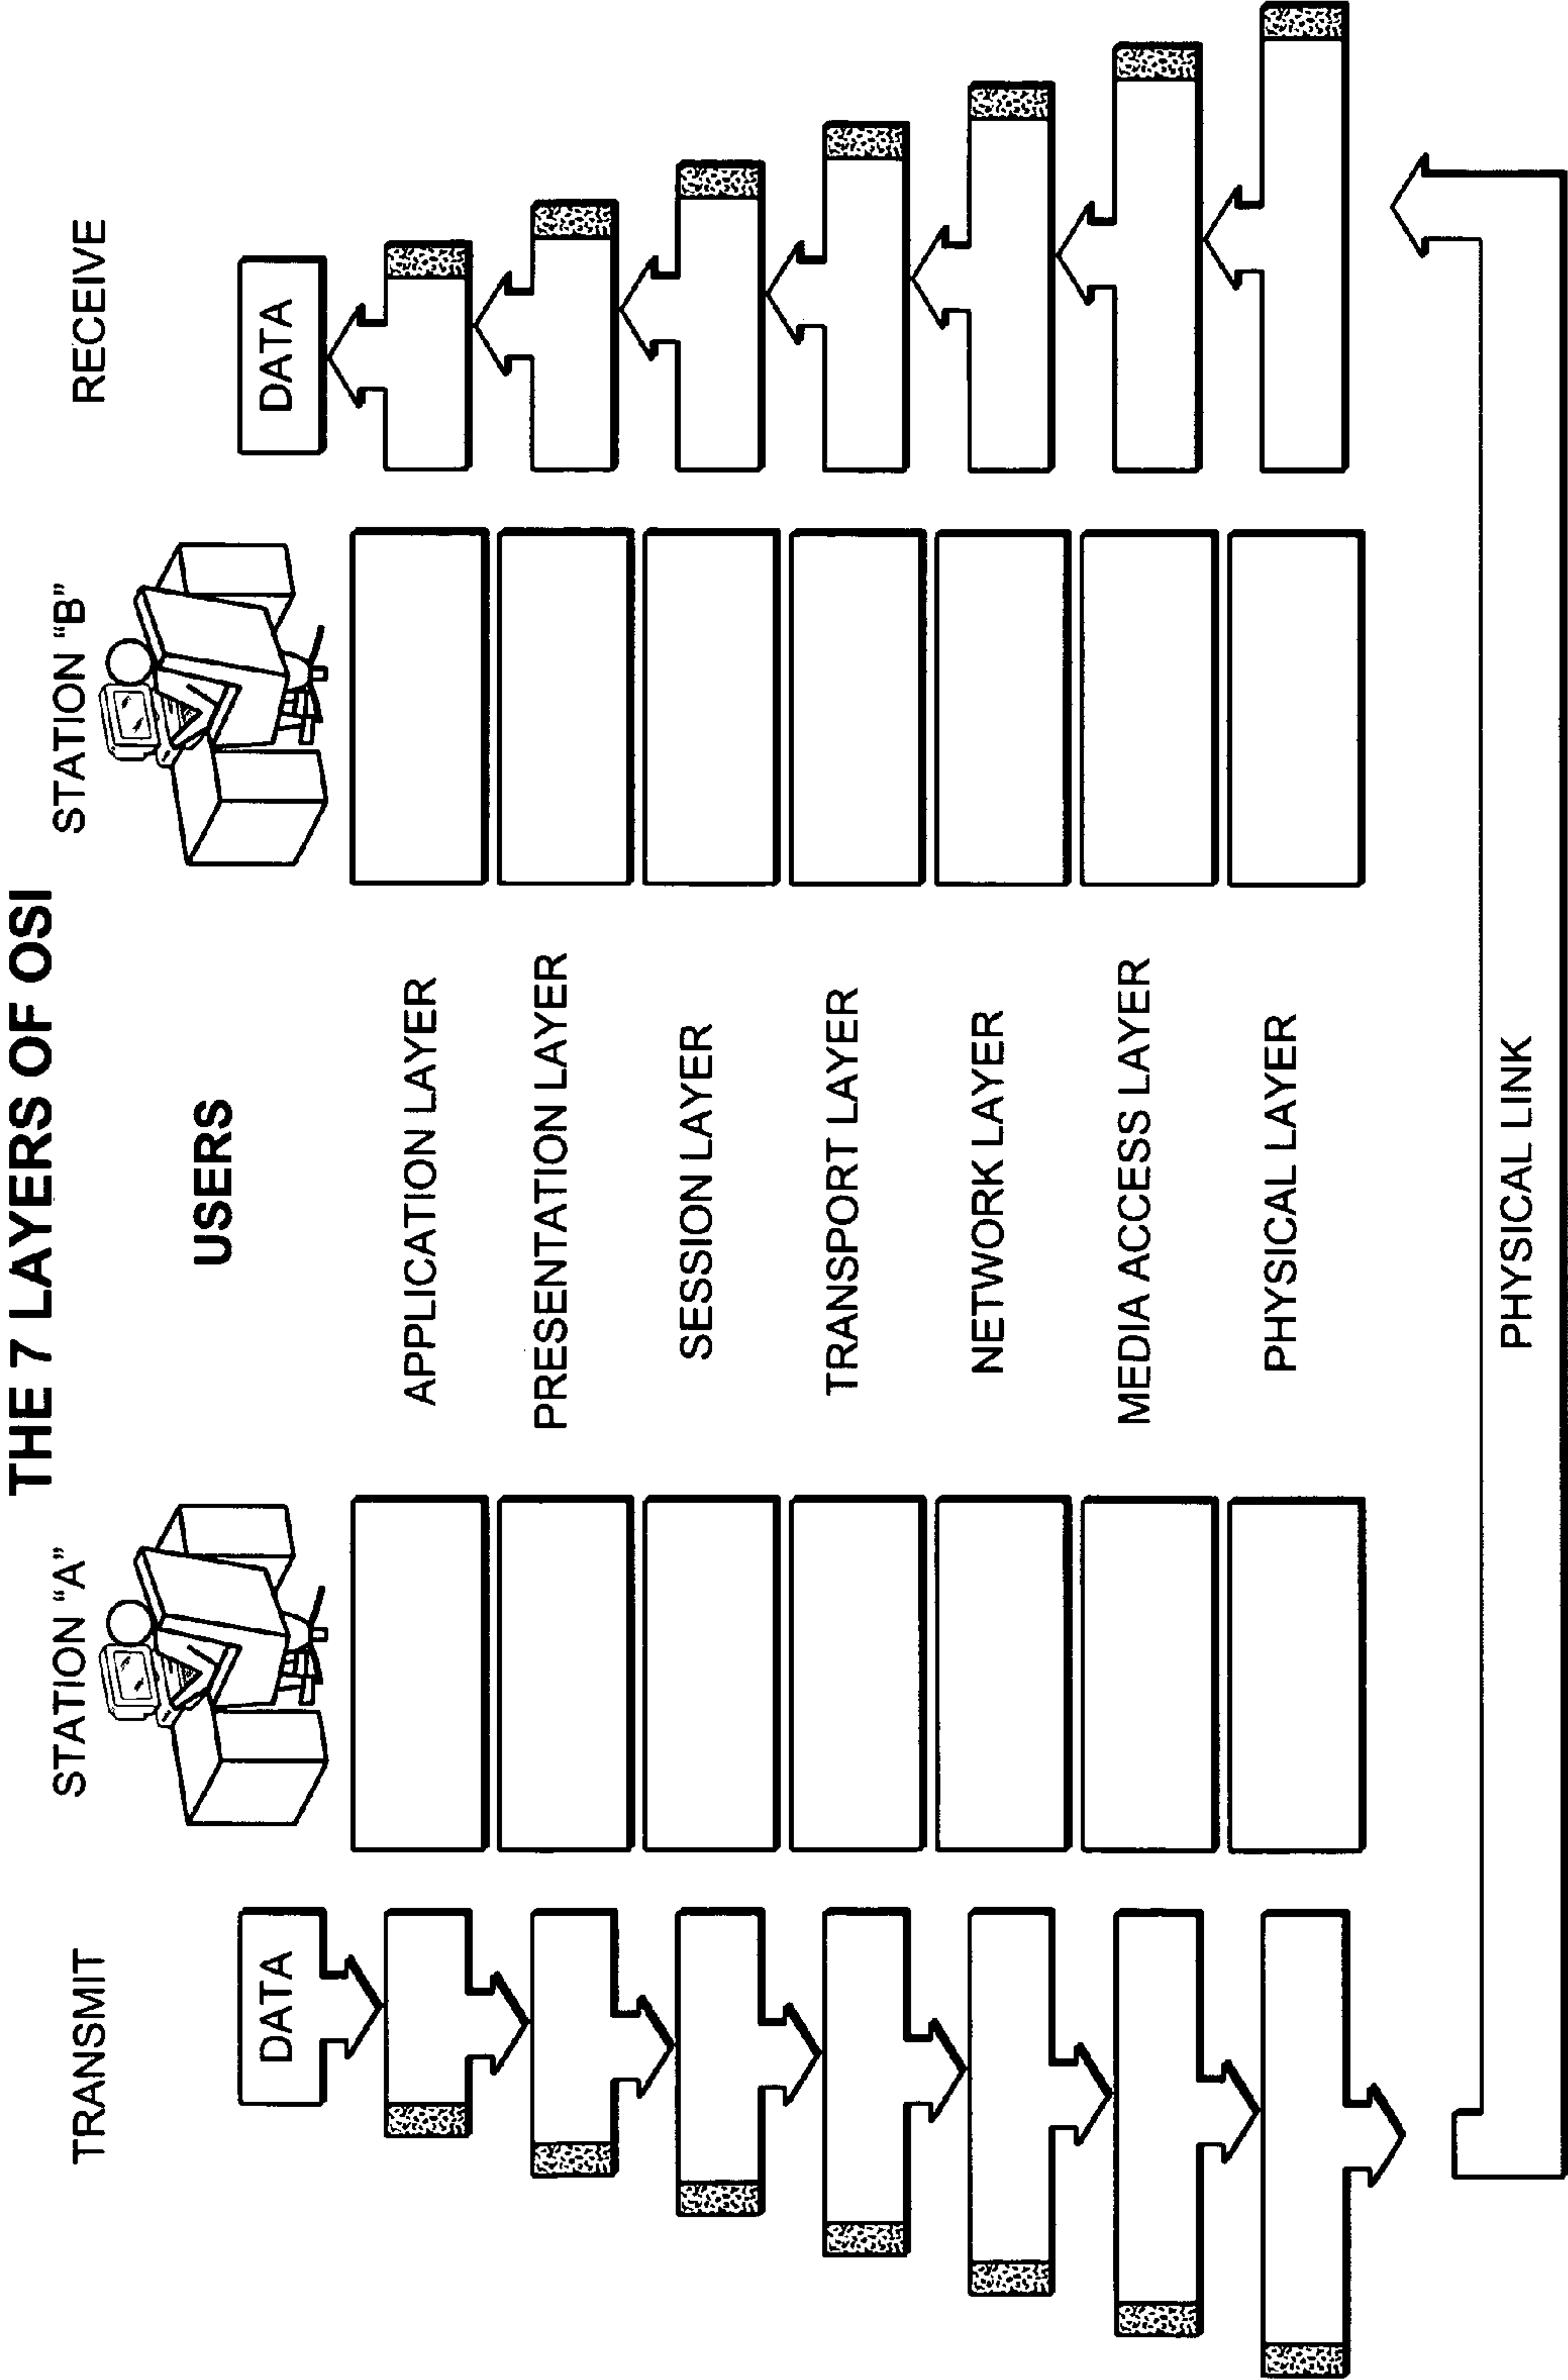 THE 7 LAYERS OF OSI
TRANSMIT
STATION “A”
STATION “B”
RECEIVE
USERS
DATA
DATA
APPLICATION LAYER
PRESENTATION LAYER
SESSION LAYER
TRANSPORT LAYER
NETWORK LAYER
MEDIA ACCESS LAYER
PHYSICAL LAYER
PHYSICAL LINK